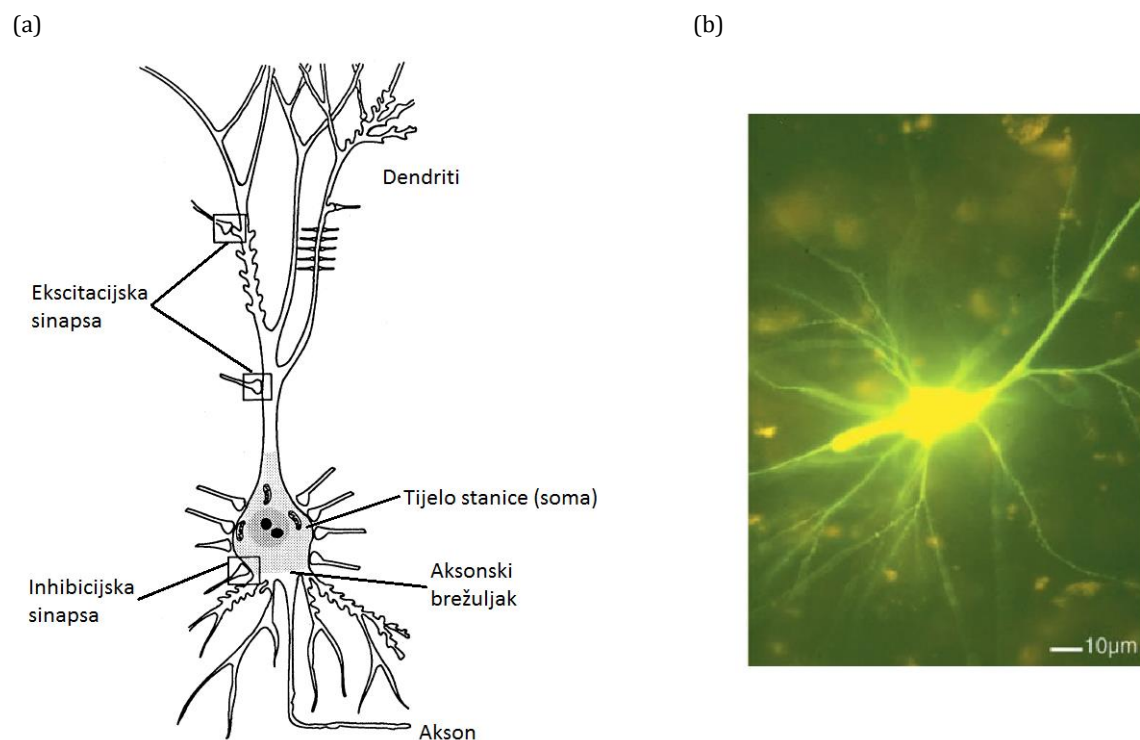 (a)
(b)
Dendriti
Ekscitacijska
sinapsa
Tijelo stanice (soma)
Inhibicijska
sinapsa
Aksonski
brežuljak
Akson
10µm